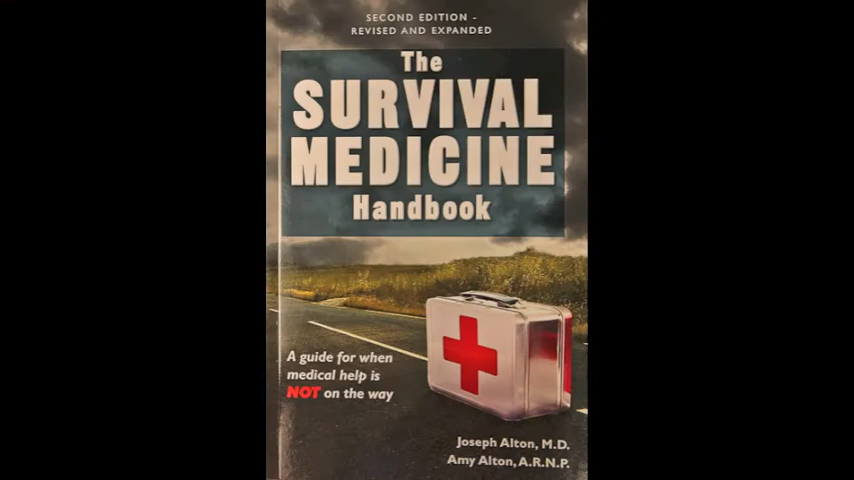 SECOND EDITION -
REVISED AND EXPANDED
The
SURVIVAL
MEDICINE
Handbook
A guide for when
medical help is
NOT on the way
Joseph Alton, M.D.
Amy Alton, A.R.N.P.